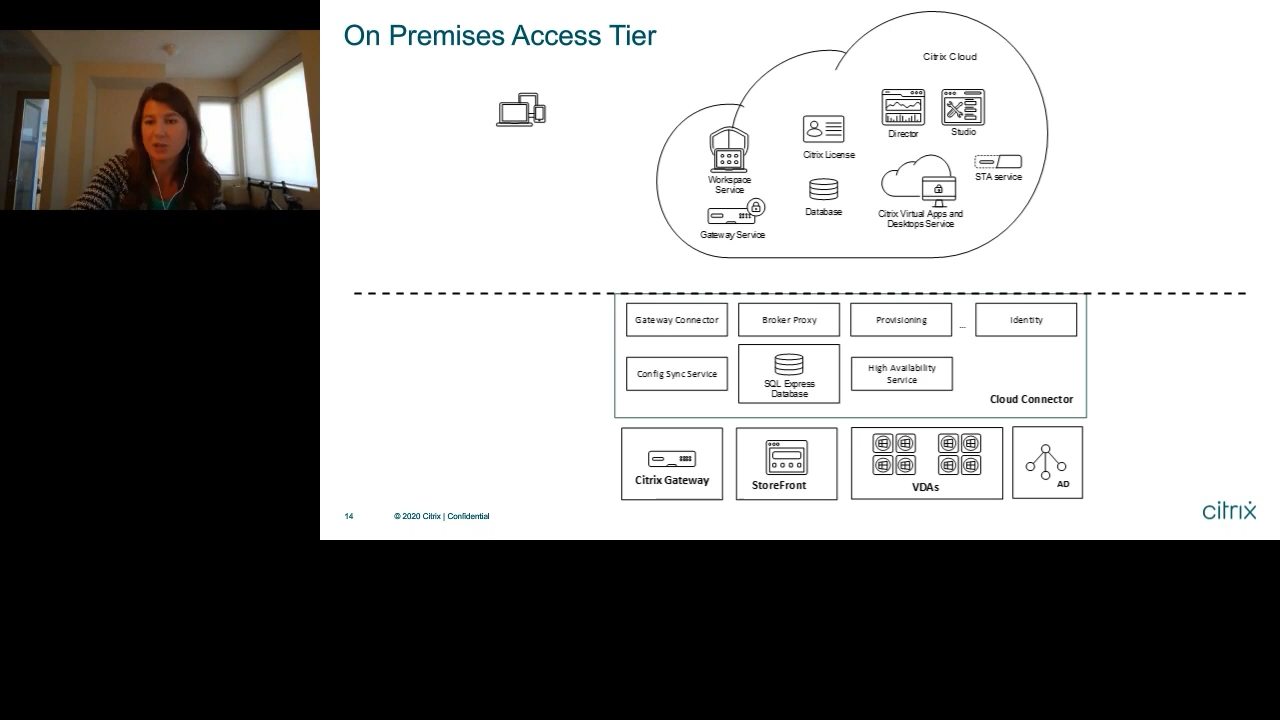 On Premises Access Tier
Citrix Cloud
Director
Studio
Citrix License
Workspace
Service
STA service
Database
Citrix Virtual Apps and
Desktops Service
Gateway Service
Gateway Connector
Broker Proxy
Provisioning
...
Identity
Config Sync Service
SQL Express
Database
High Availability
Service
Cloud Connector
Citrix Gateway
StoreFront
VDAs
AD
14
© 2020 Citrix | Confidential
citrix